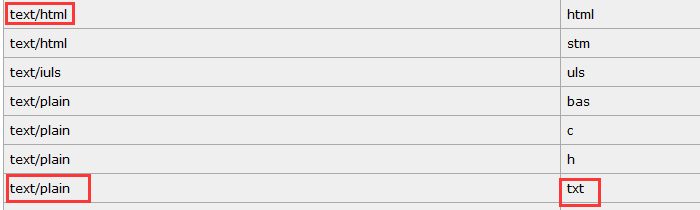 text/html html
text/html stm
text/iuls uls
text/plain bas
text/plain c
text/plain h
text/plain txt